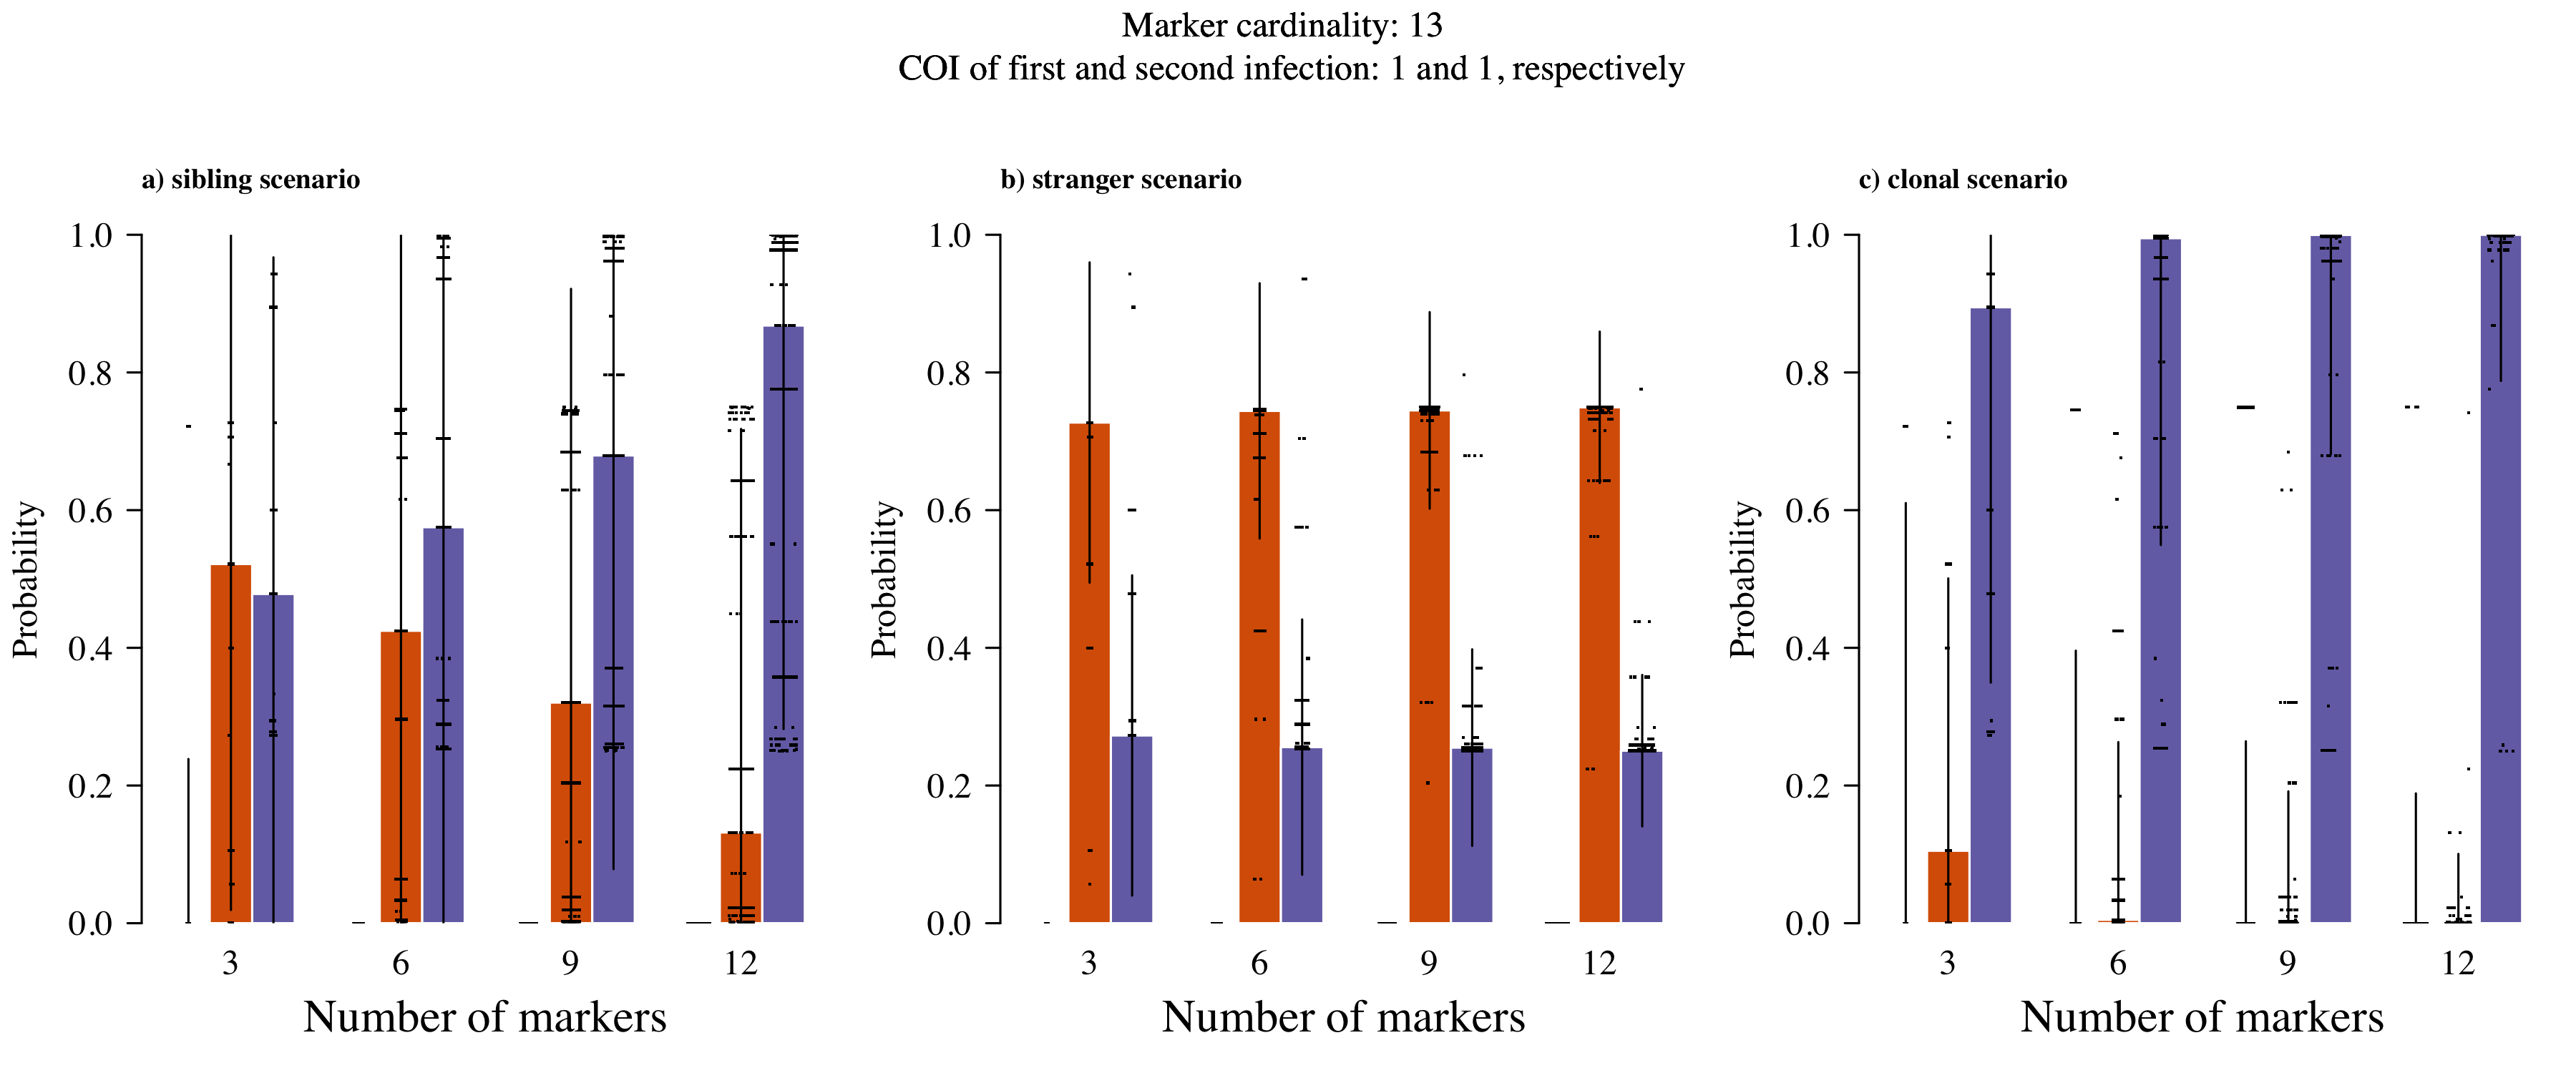 Marker cardinality: 13
COI of first and second infection: 1 and 1, respectively
a) sibling scenario
1.0
0.8
0.6
0.4
0.2
0.0
Probability
3 6 9 12
Number of markers
b) stranger scenario
1.0
0.8
0.6
0.4
0.2
0.0
Probability
3 6 9 12
Number of markers
c) clonal scenario
1.0
0.8
0.6
0.4
0.2
0.0
Probability
3 6 9 12
Number of markers